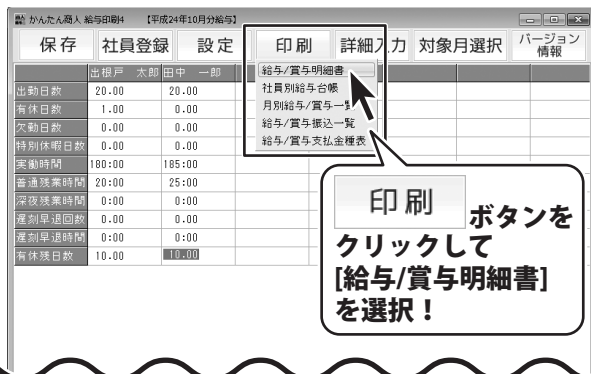 かんたん商人 給与印刷4 【平成24年10月分給与】
保存 社員登録 設定 印刷 詳細入力 対象月選択 バージョン情報
出根戸 太郎 田中 一郎
出勤日数 20.00 20.00
有休日数 1.00 0.00
欠勤日数 0.00 0.00
特別休暇日数 0.00 0.00
実働時間 180:00 185:00
普通残業時間 20:00 25:00
深夜残業時間 0:00 0:00
遅刻早退回数 0.00 0.00
遅刻早退時間 0:00 0:00
有休残日数 10.00 10.00
給与/賞与明細書
社員別給与台帳
月別給与/賞与一覧
給与/賞与振込一覧
給与/賞与支払金種表
印刷 ボタンを
クリックして
[給与/賞与明細書]
を選択！